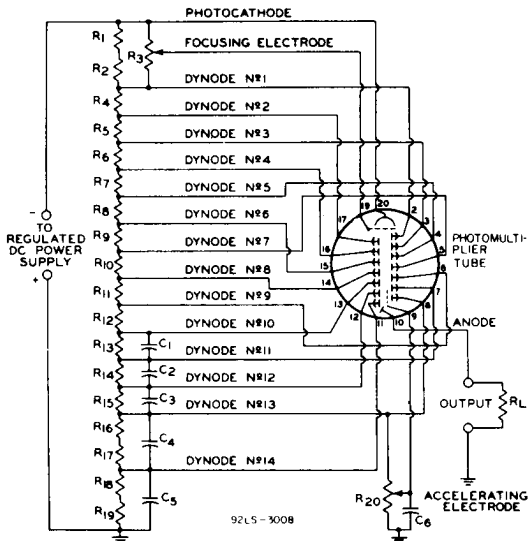 PHOTOCATHODE
FOCUSING ELECTRODE
DYNODE Nº1
DYNODE Nº2
DYNODE Nº3
DYNODE Nº4
DYNODE Nº5
DYNODE Nº6
DYNODE Nº7
DYNODE Nº8
DYNODE Nº9
DYNODE Nº10
DYNODE Nº11
DYNODE Nº12
DYNODE Nº13
DYNODE Nº14
R1
R2
R3
R4
R5
R6
R7
R8
R9
R10
R11
R12
R13
R14
R15
R16
R17
R18
R19
C1
C2
C3
C4
C5
-
TO
REGULATED
DC POWER
SUPPLY
+
19
20
2
3
4
5
6
7
8
9
10
11
12
13
14
15
16
17
PHOTOMULTI-
PLIER
TUBE
ANODE
OUTPUT
RL
R20
C6
ACCELERATING
ELECTRODE
92LS-3008